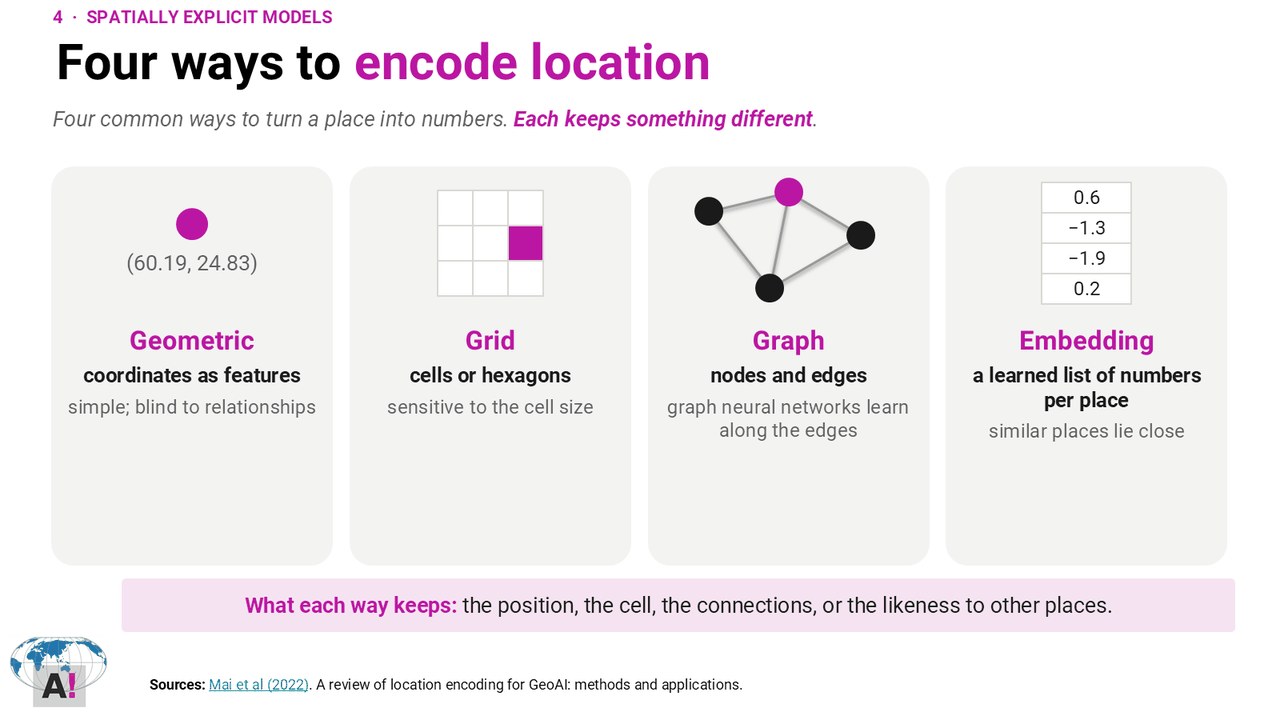 4 · SPATIALLY EXPLICIT MODELS
Four ways to encode location
Four common ways to turn a place into numbers. Each keeps something different.
(60.19, 24.83)
Geometric
coordinates as features
simple; blind to relationships
Grid
cells or hexagons
sensitive to the cell size
Graph
nodes and edges
graph neural networks learn
along the edges
0.6
−1.3
−1.9
0.2
Embedding
a learned list of numbers
per place
similar places lie close
What each way keeps: the position, the cell, the connections, or the likeness to other places.
A!
Sources: Mai et al (2022). A review of location encoding for GeoAI: methods and applications.